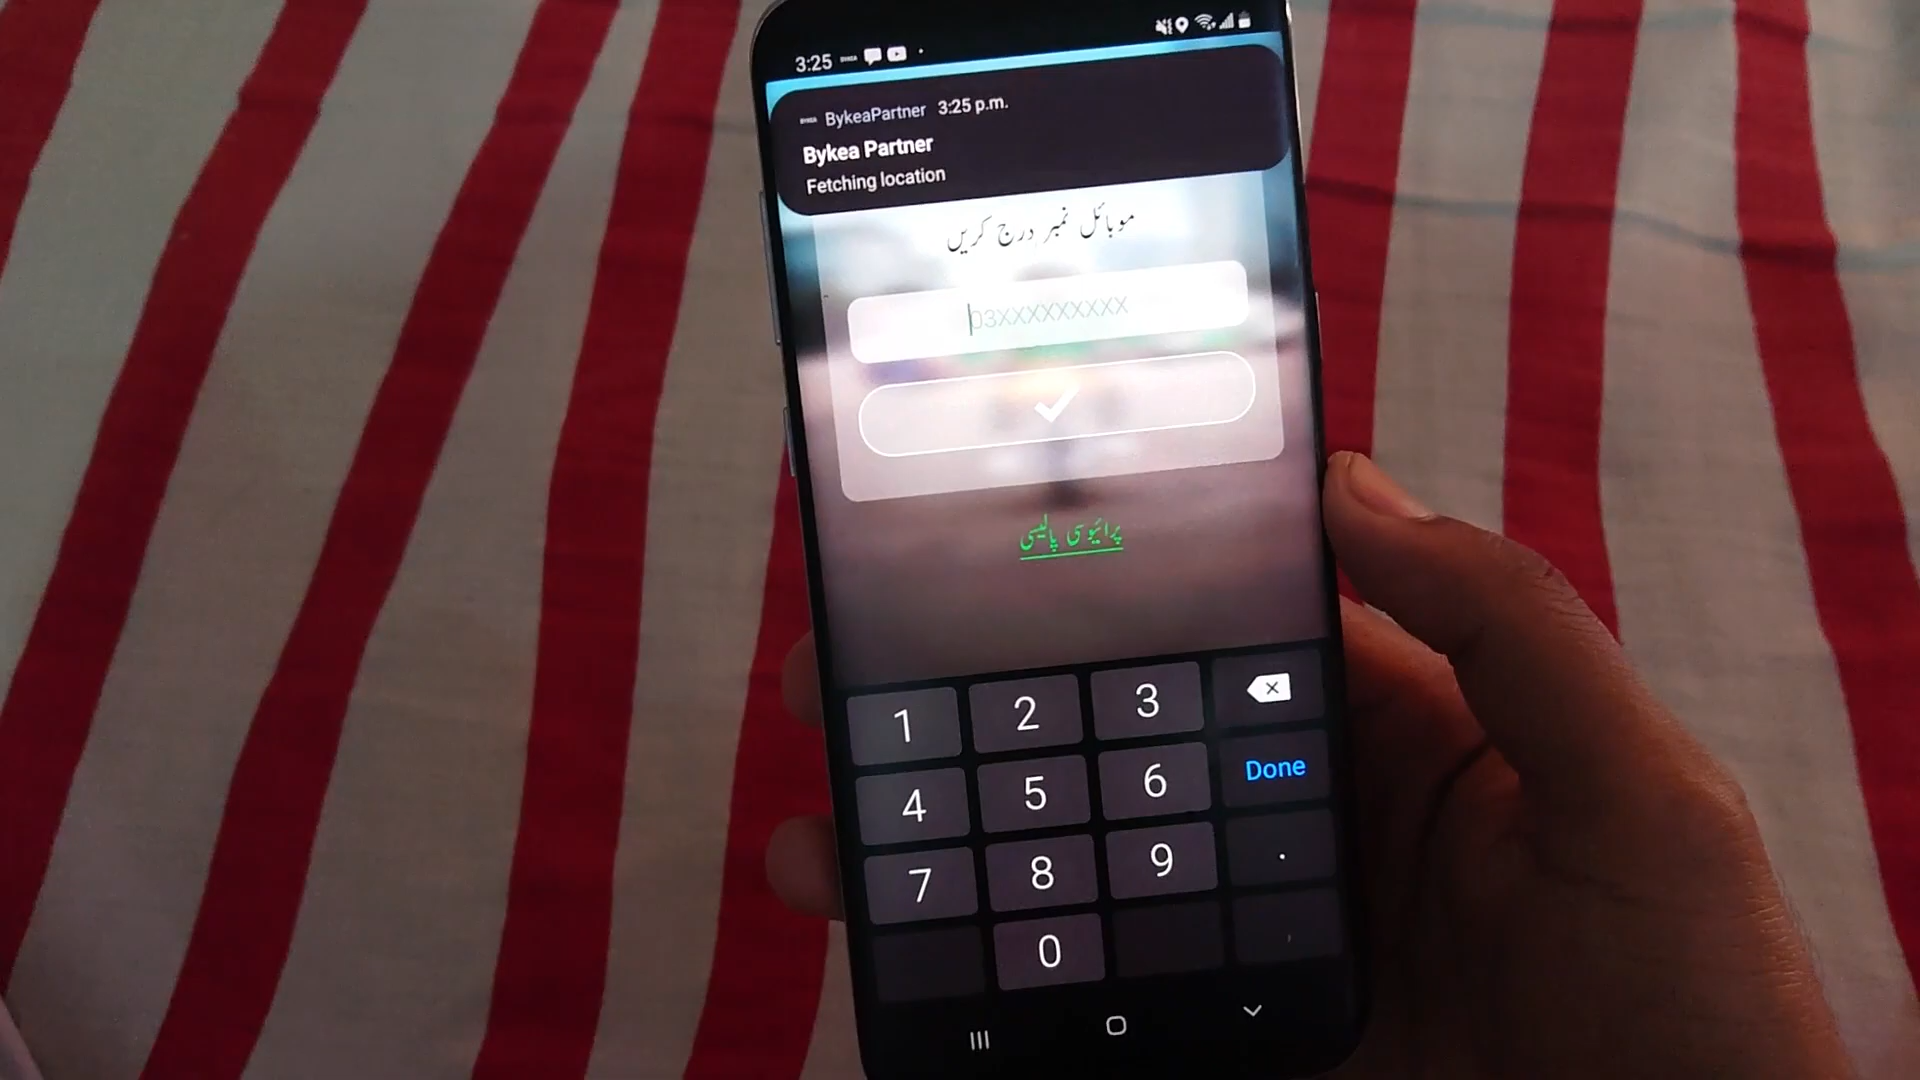 3:25
BykeaPartner 3:25 p.m.
Bykea Partner
Fetching location
موبائل نمبر درج کریں
03XXXXXXXXX
پرائیوسی پالیسی
1 2 3
4 5 6 Done
7 8 9 .
0 ,